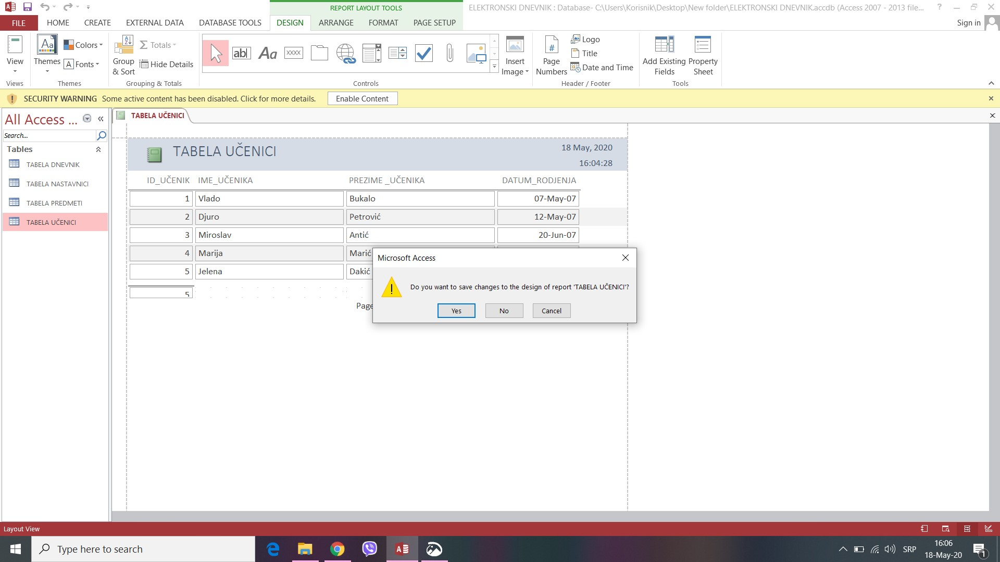 REPORT LAYOUT TOOLS
ELEKTRONSKI DNEVNIK : Database- C:\Users\Korisnik\Desktop\New folder\ELEKTRONSKI DNEVNIK.accdb (Access 2007 - 2013 file...
?
FILE HOME CREATE EXTERNAL DATA DATABASE TOOLS DESIGN ARRANGE FORMAT PAGE SETUP Sign in
View
Views
Themes
Colors
Fonts
Themes
Group & Sort
Totals
Hide Details
Grouping & Totals
ab
Aa
XXXX
Controls
Insert Image
Page Numbers
Logo
Title
Date and Time
Header / Footer
Add Existing Fields
Property Sheet
Tools
SECURITY WARNING Some active content has been disabled. Click for more details. Enable Content
All Access ...
Search...
Tables
TABELA DNEVNIK
TABELA NASTAVNICI
TABELA PREDMETI
TABELA UČENICI
TABELA UČENICI
TABELA UČENICI
18 May, 2020
16:04:28
ID_UČENIK IME_UČENIKA PREZIME _UČENIKA DATUM_RODJENJA
1 Vlado Bukalo 07-May-07
2 Djuro Petrović 12-May-07
3 Miroslav Antić 20-Jun-07
4 Marija Marić
5 Jelena Dakić
5
Page
Microsoft Access
Do you want to save changes to the design of report 'TABELA UČENICI'?
Yes No Cancel
Layout View
Type here to search
SRP
16:06
18-May-20
1